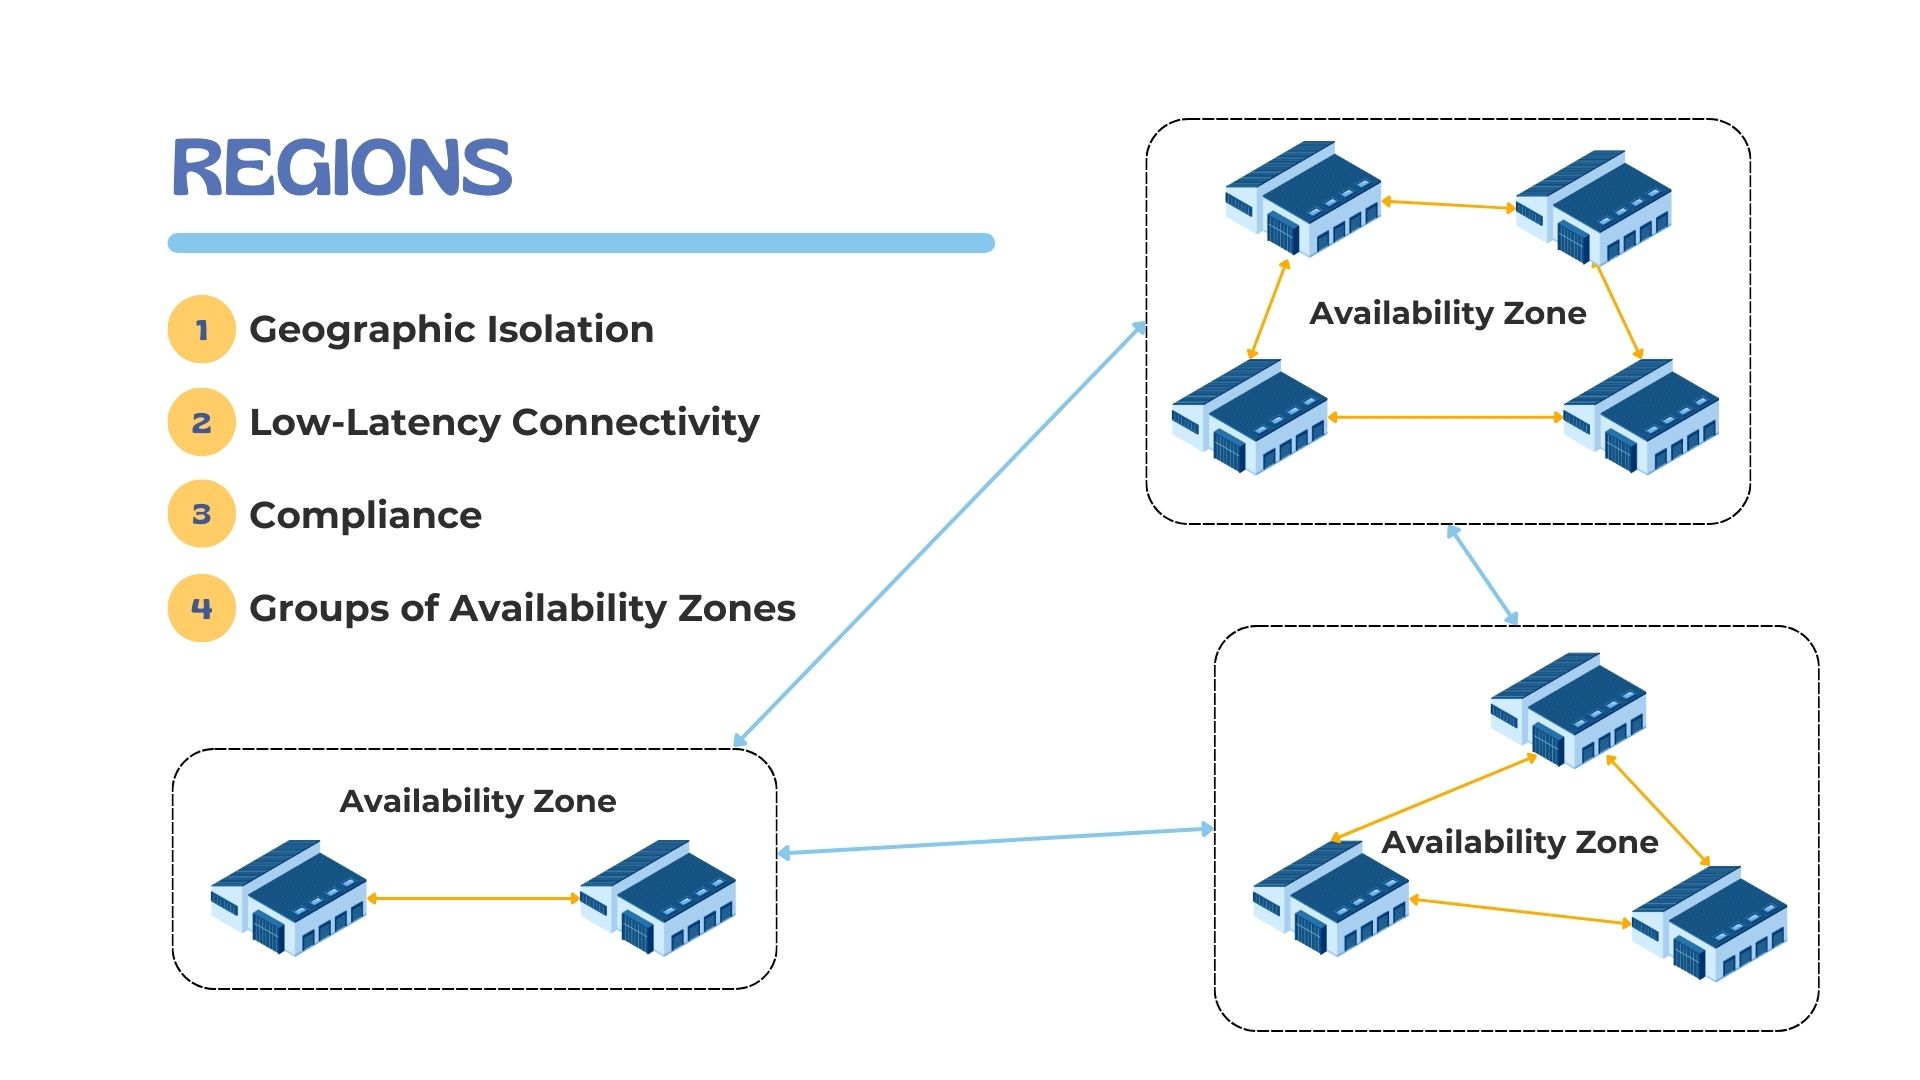 REGIONS
1 Geographic Isolation
2 Low-Latency Connectivity
3 Compliance
4 Groups of Availability Zones
Availability Zone
Availability Zone
Availability Zone